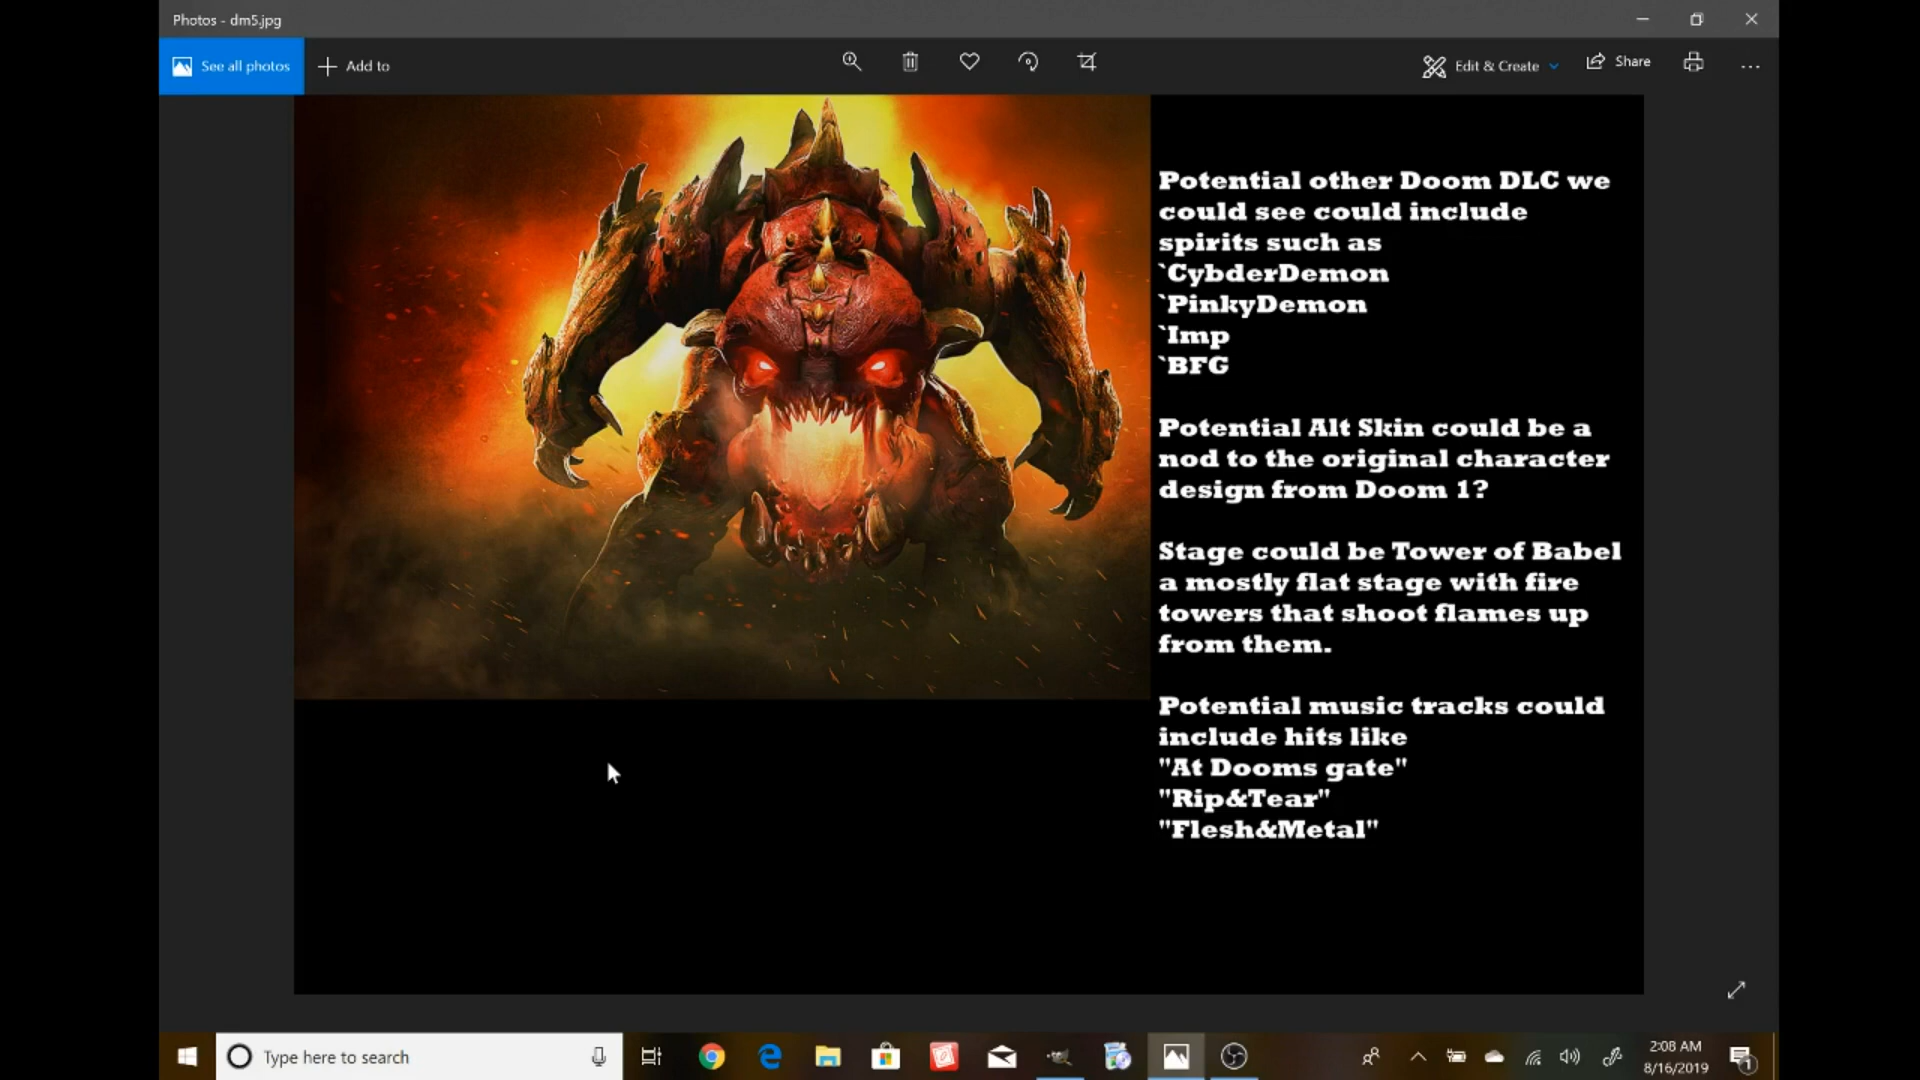 Photos - dm5.jpg
See all photos
Add to
Edit & Create
Share
Potential other Doom DLC we
could see could include
spirits such as
`CybderDemon
`PinkyDemon
`Imp
`BFG
Potential Alt Skin could be a
nod to the original character
design from Doom 1?
Stage could be Tower of Babel
a mostly flat stage with fire
towers that shoot flames up
from them.
Potential music tracks could
include hits like
"At Dooms gate"
"Rip&Tear"
"Flesh&Metal"
Type here to search
2:08 AM
8/16/2019
1